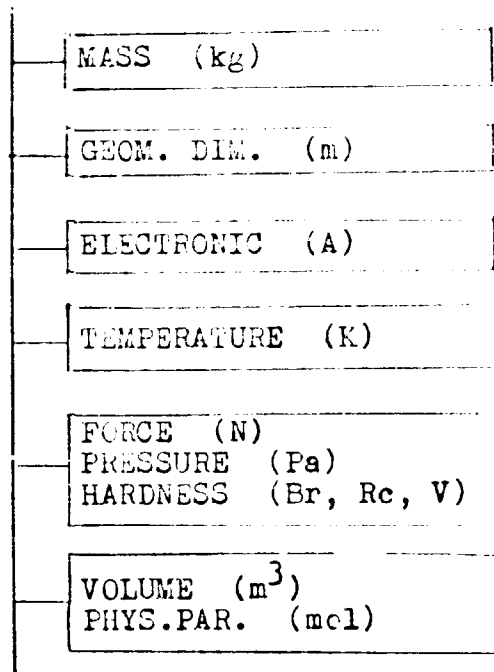 MASS (kg)
GEOM. DIM. (m)
ELECTRONIC (A)
TEMPERATURE (K)
FORCE (N)
PRESSURE (Pa)
HARDNESS (Br, Rc, V)
VOLUME (m³)
PHYS.PAR. (mol)